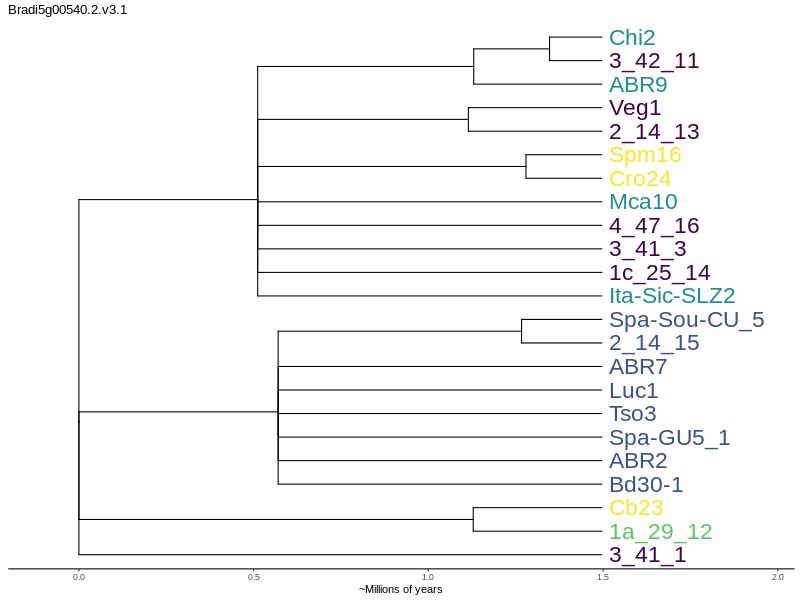 Bradi5g00540.2.v3.1
Chi2
3_42_11
ABR9
Veg1
2_14_13
Spm16
Cro24
Mca10
4_47_16
3_41_3
1c_25_14
Ita-Sic-SLZ2
Spa-Sou-CU_5
2_14_15
ABR7
Luc1
Tso3
Spa-GU5_1
ABR2
Bd30-1
Cb23
1a_29_12
3_41_1
0.0 0.5 1.0 1.5 2.0
~Millions of years